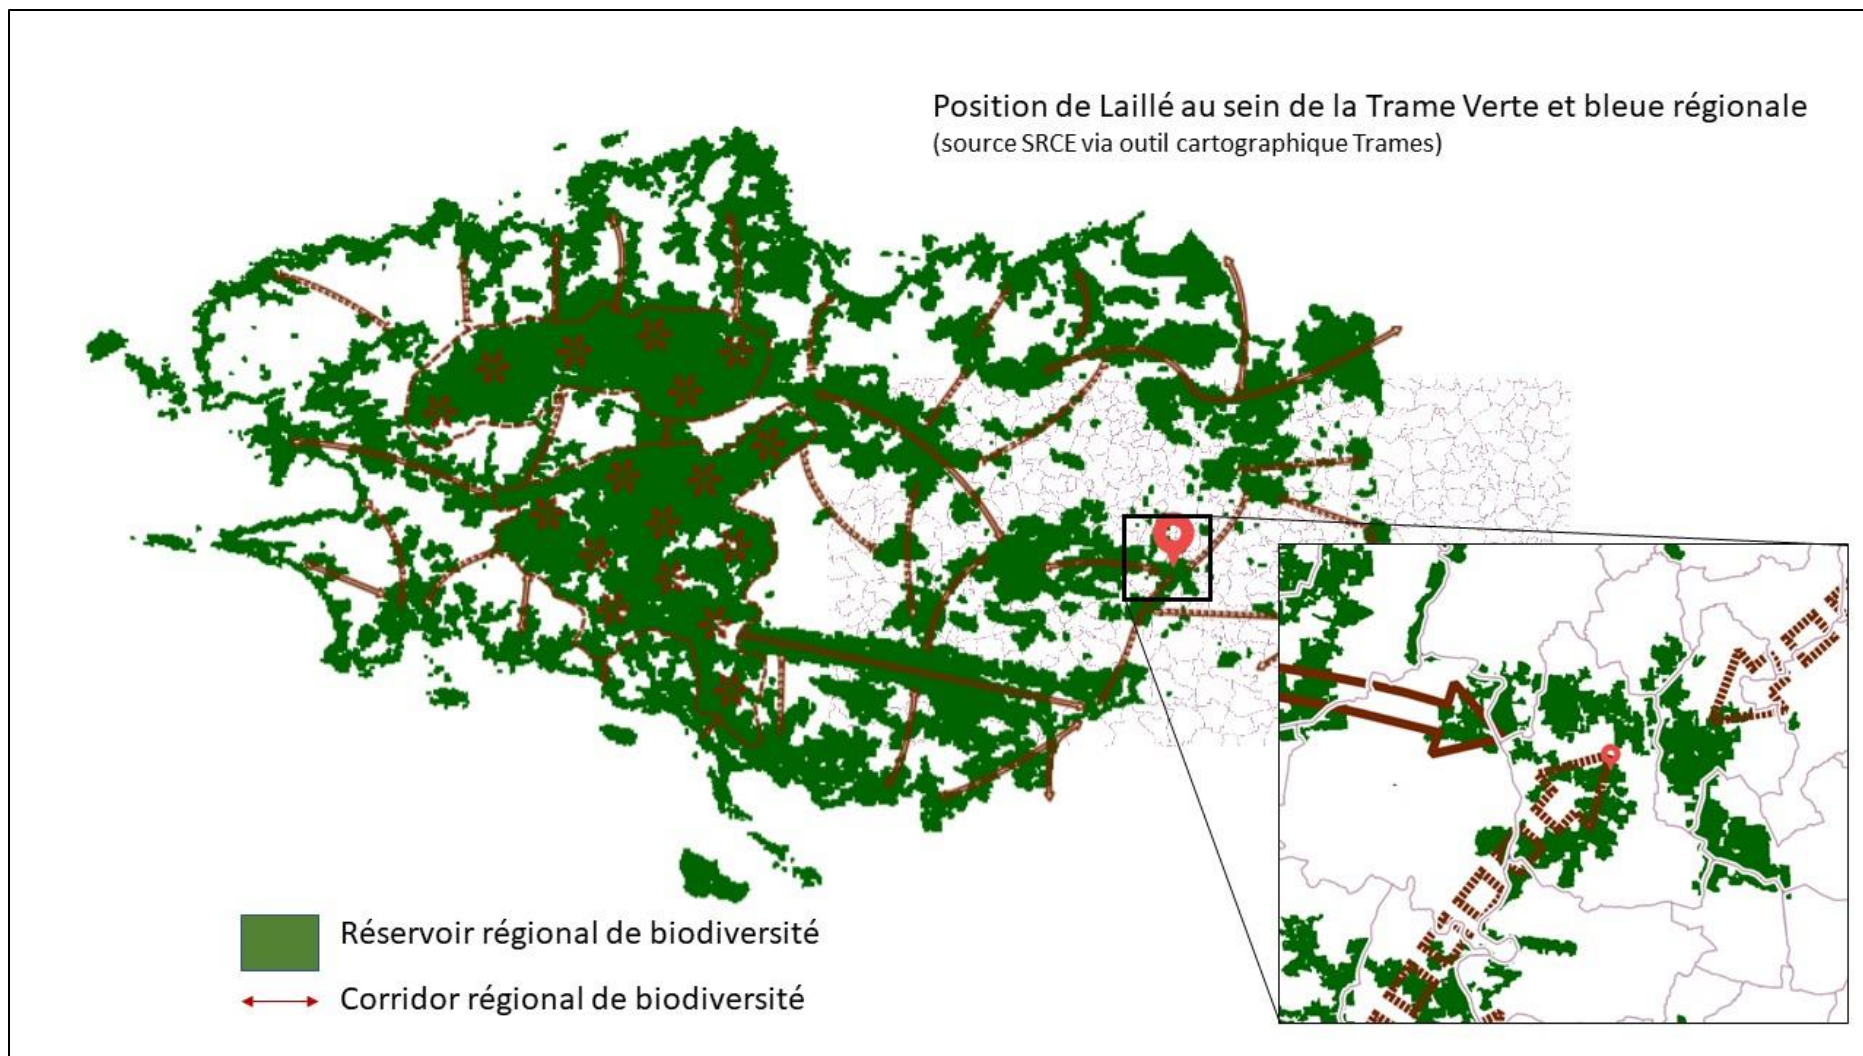 Position de Laillé au sein de la Trame Verte et bleue régionale
(source SRCE via outil cartographique Trames)
Réservoir régional de biodiversité
Corridor régional de biodiversité